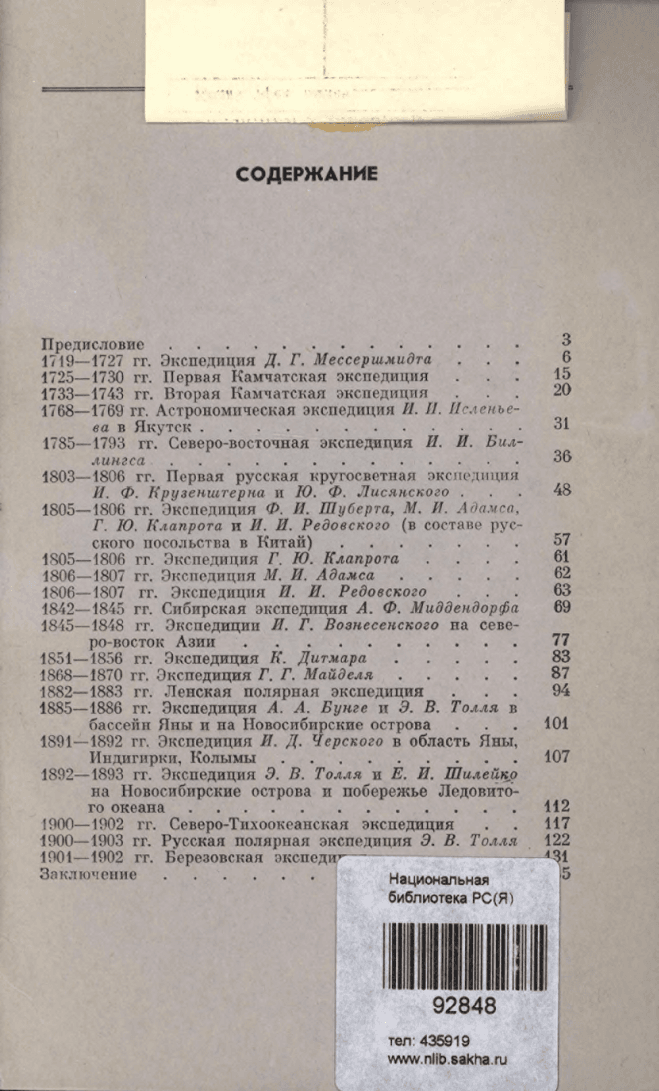 СОДЕРЖАНИЕ
Предисловие . . . . . . . . . . . . . 3
1719—1727 гг. Экспедиция Д. Г. Мессершмидта . . . 6
1725—1730 гг. Первая Камчатская экспедиция . . . 15
1733—1743 гг. Вторая Камчатская экспедиция . . . 20
1768—1769 гг. Астрономическая экспедиция И. И. Исленье-
ва в Якутск . . . . . . . . . . . . 31
1785—1793 гг. Северо-восточная экспедиция И. И. Бил-
лингса . . . . . . . . . . . . . . 36
1803—1806 гг. Первая русская кругосветная экспедиция
И. Ф. Крузенштерна и Ю. Ф. Лисянского . . . 48
1805—1806 гг. Экспедиция Ф. И. Шуберта, М. И. Адамса,
Г. Ю. Клапрота и И. И. Редовского (в составе рус-
ского посольства в Китай) . . . . . . . 57
1805—1806 гг. Экспедиция Г. Ю. Клапрота . . . . 61
1806—1807 гг. Экспедиция М. И. Адамса . . . . . 62
1806—1807 гг. Экспедиция И. И. Редовского . . . . 63
1842—1845 гг. Сибирская экспедиция А. Ф. Миддендорфа 69
1845—1848 гг. Экспедиции И. Г. Вознесенского на севе-
ро-восток Азии . . . . . . . . . . 77
1851—1856 гг. Экспедиция К. Дитмара . . . . . 83
1868—1870 гг. Экспедиция Г. Г. Майделя . . . . . 87
1882—1883 гг. Ленская полярная экспедиция . . . 94
1885—1886 гг. Экспедиция А. А. Бунге и Э. В. Толля в
бассейн Яны и на Новосибирские острова . . . 101
1891—1892 гг. Экспедиция И. Д. Черского в область Яны,
Индигирки, Колымы . . . . . . . . . 107
1892—1893 гг. Экспедиция Э. В. Толля и Е. И. Шилейко
на Новосибирские острова и побережье Ледовито-
го океана . . . . . . . . . . . . . 112
1900—1902 гг. Северо-Тихоокеанская экспедиция . . 117
1900—1903 гг. Русская полярная экспедиция Э. В. Толля 122
1901—1902 гг. Березовская 131
Заключение . . . . . .
Национальная
библиотека РС(Я)
92848
тел: 435919
www.nlib.sakha.ru